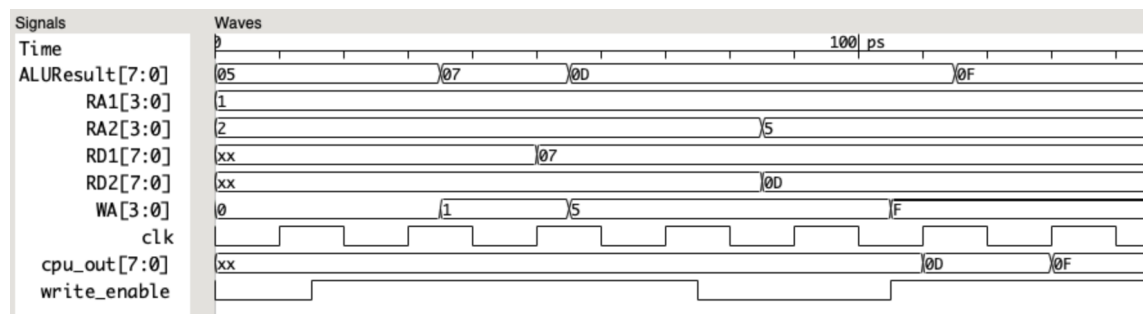 Signals Waves
Time 0 100 ps
ALUResult[7:0] 05 07 0D 0F
RA1[3:0] 1
RA2[3:0] 2 5
RD1[7:0] xx 07
RD2[7:0] xx 0D
WA[3:0] 0 1 5 F
clk
cpu_out[7:0] xx 0D 0F
write_enable